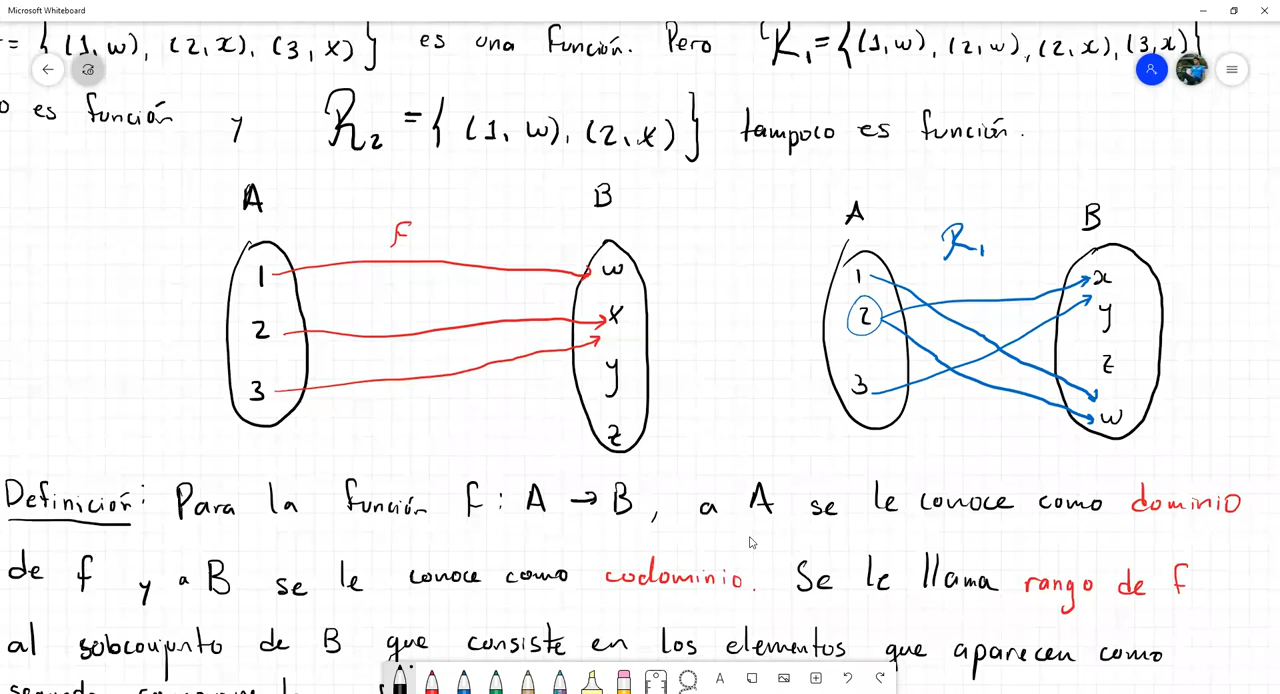 Microsoft Whiteboard
= { (1, w), (2, x), (3, x) } es una función. Pero R₁ = { (1, w), (2, w), (2, x), (3, x) }
o es función y R₂ = { (1, w), (2, x) } tampoco es función.
A B
F
1 w
2 x
3 y
z
A B
R₁
1 x
2 y
z
3 w
Definición: Para la función f: A → B, a A se le conoce como dominio
de f y a B se le conoce como codominio. Se le llama rango de f
al subconjunto de B que consiste en los elementos que aparecen como